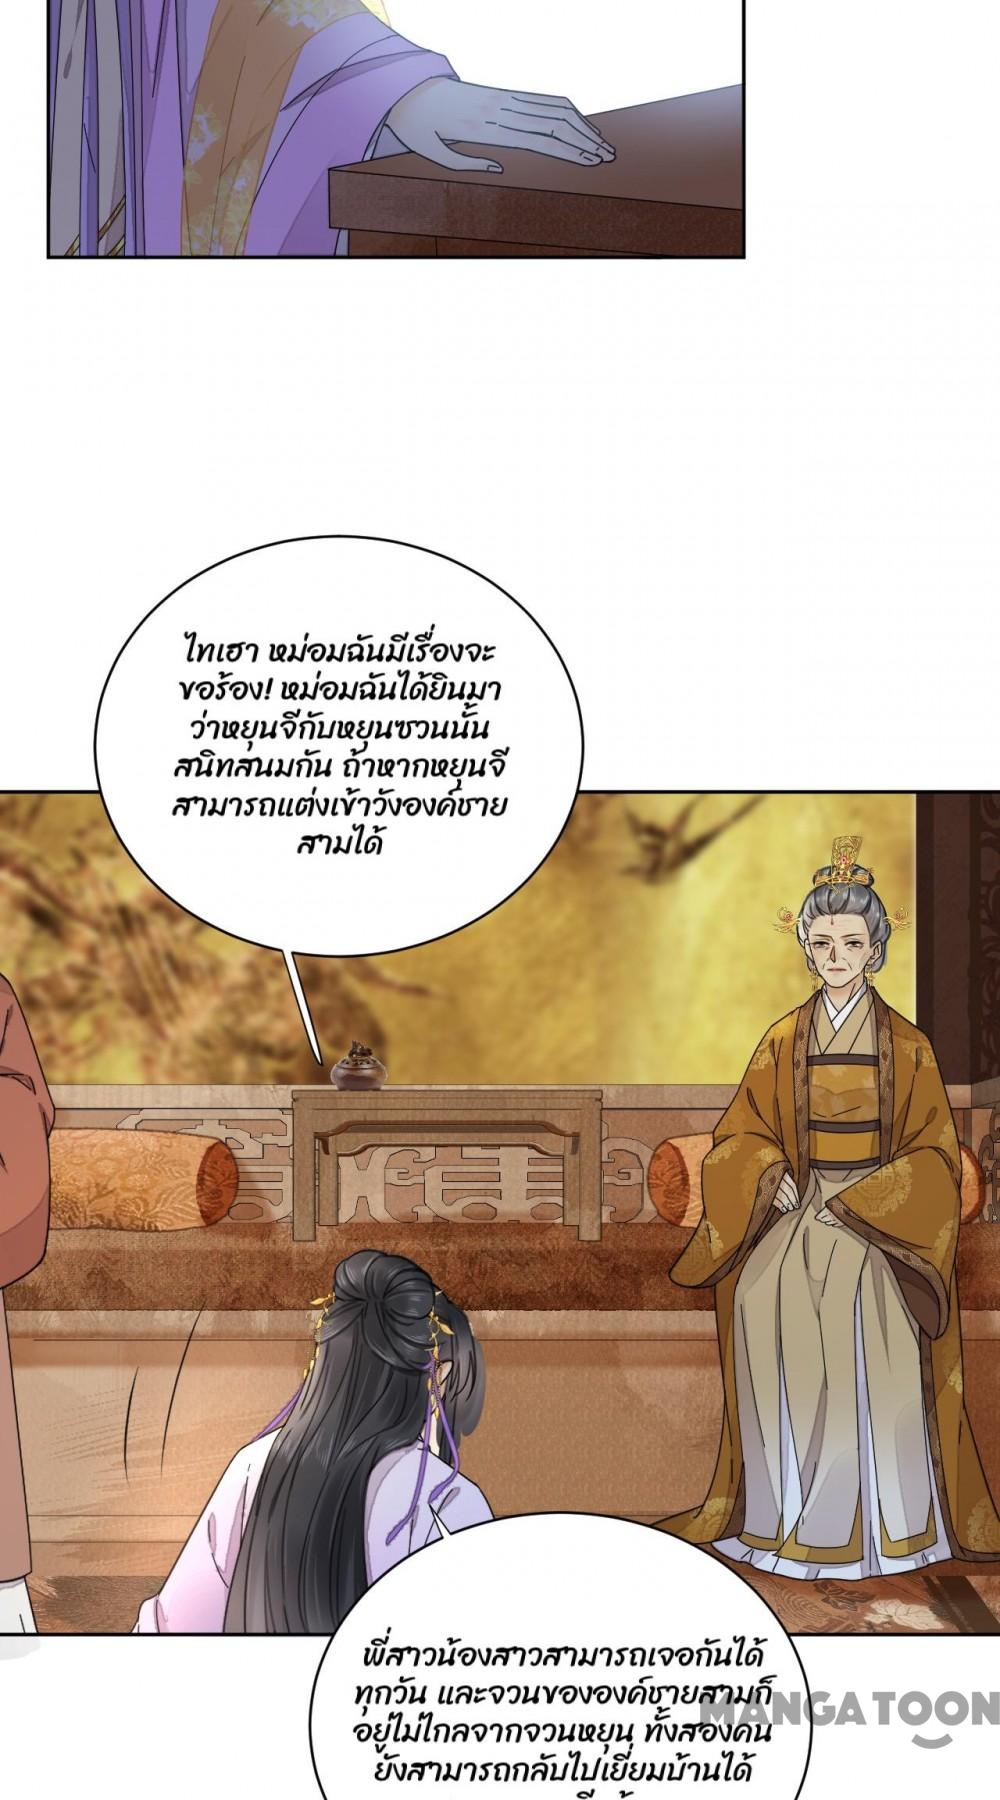 ไทเฮา หม่อมฉันมีเรื่องจะ
ขอร้อง! หม่อมฉันได้ยินมา
ว่าหยุนจีกับหยุนซวนนั้น
สนิทสนมกัน ถ้าหากหยุนจี
สามารถแต่งเข้าวังองค์ชาย
สามได้
พี่สาวน้องสาวสามารถเจอกันได้
ทุกวัน และจวนขององค์ชายสามก็
อยู่ไม่ไกลจากจวนหยุน ทั้งสองคน
ยังสามารถกลับไปเยี่ยมบ้านได้
MANGATOON